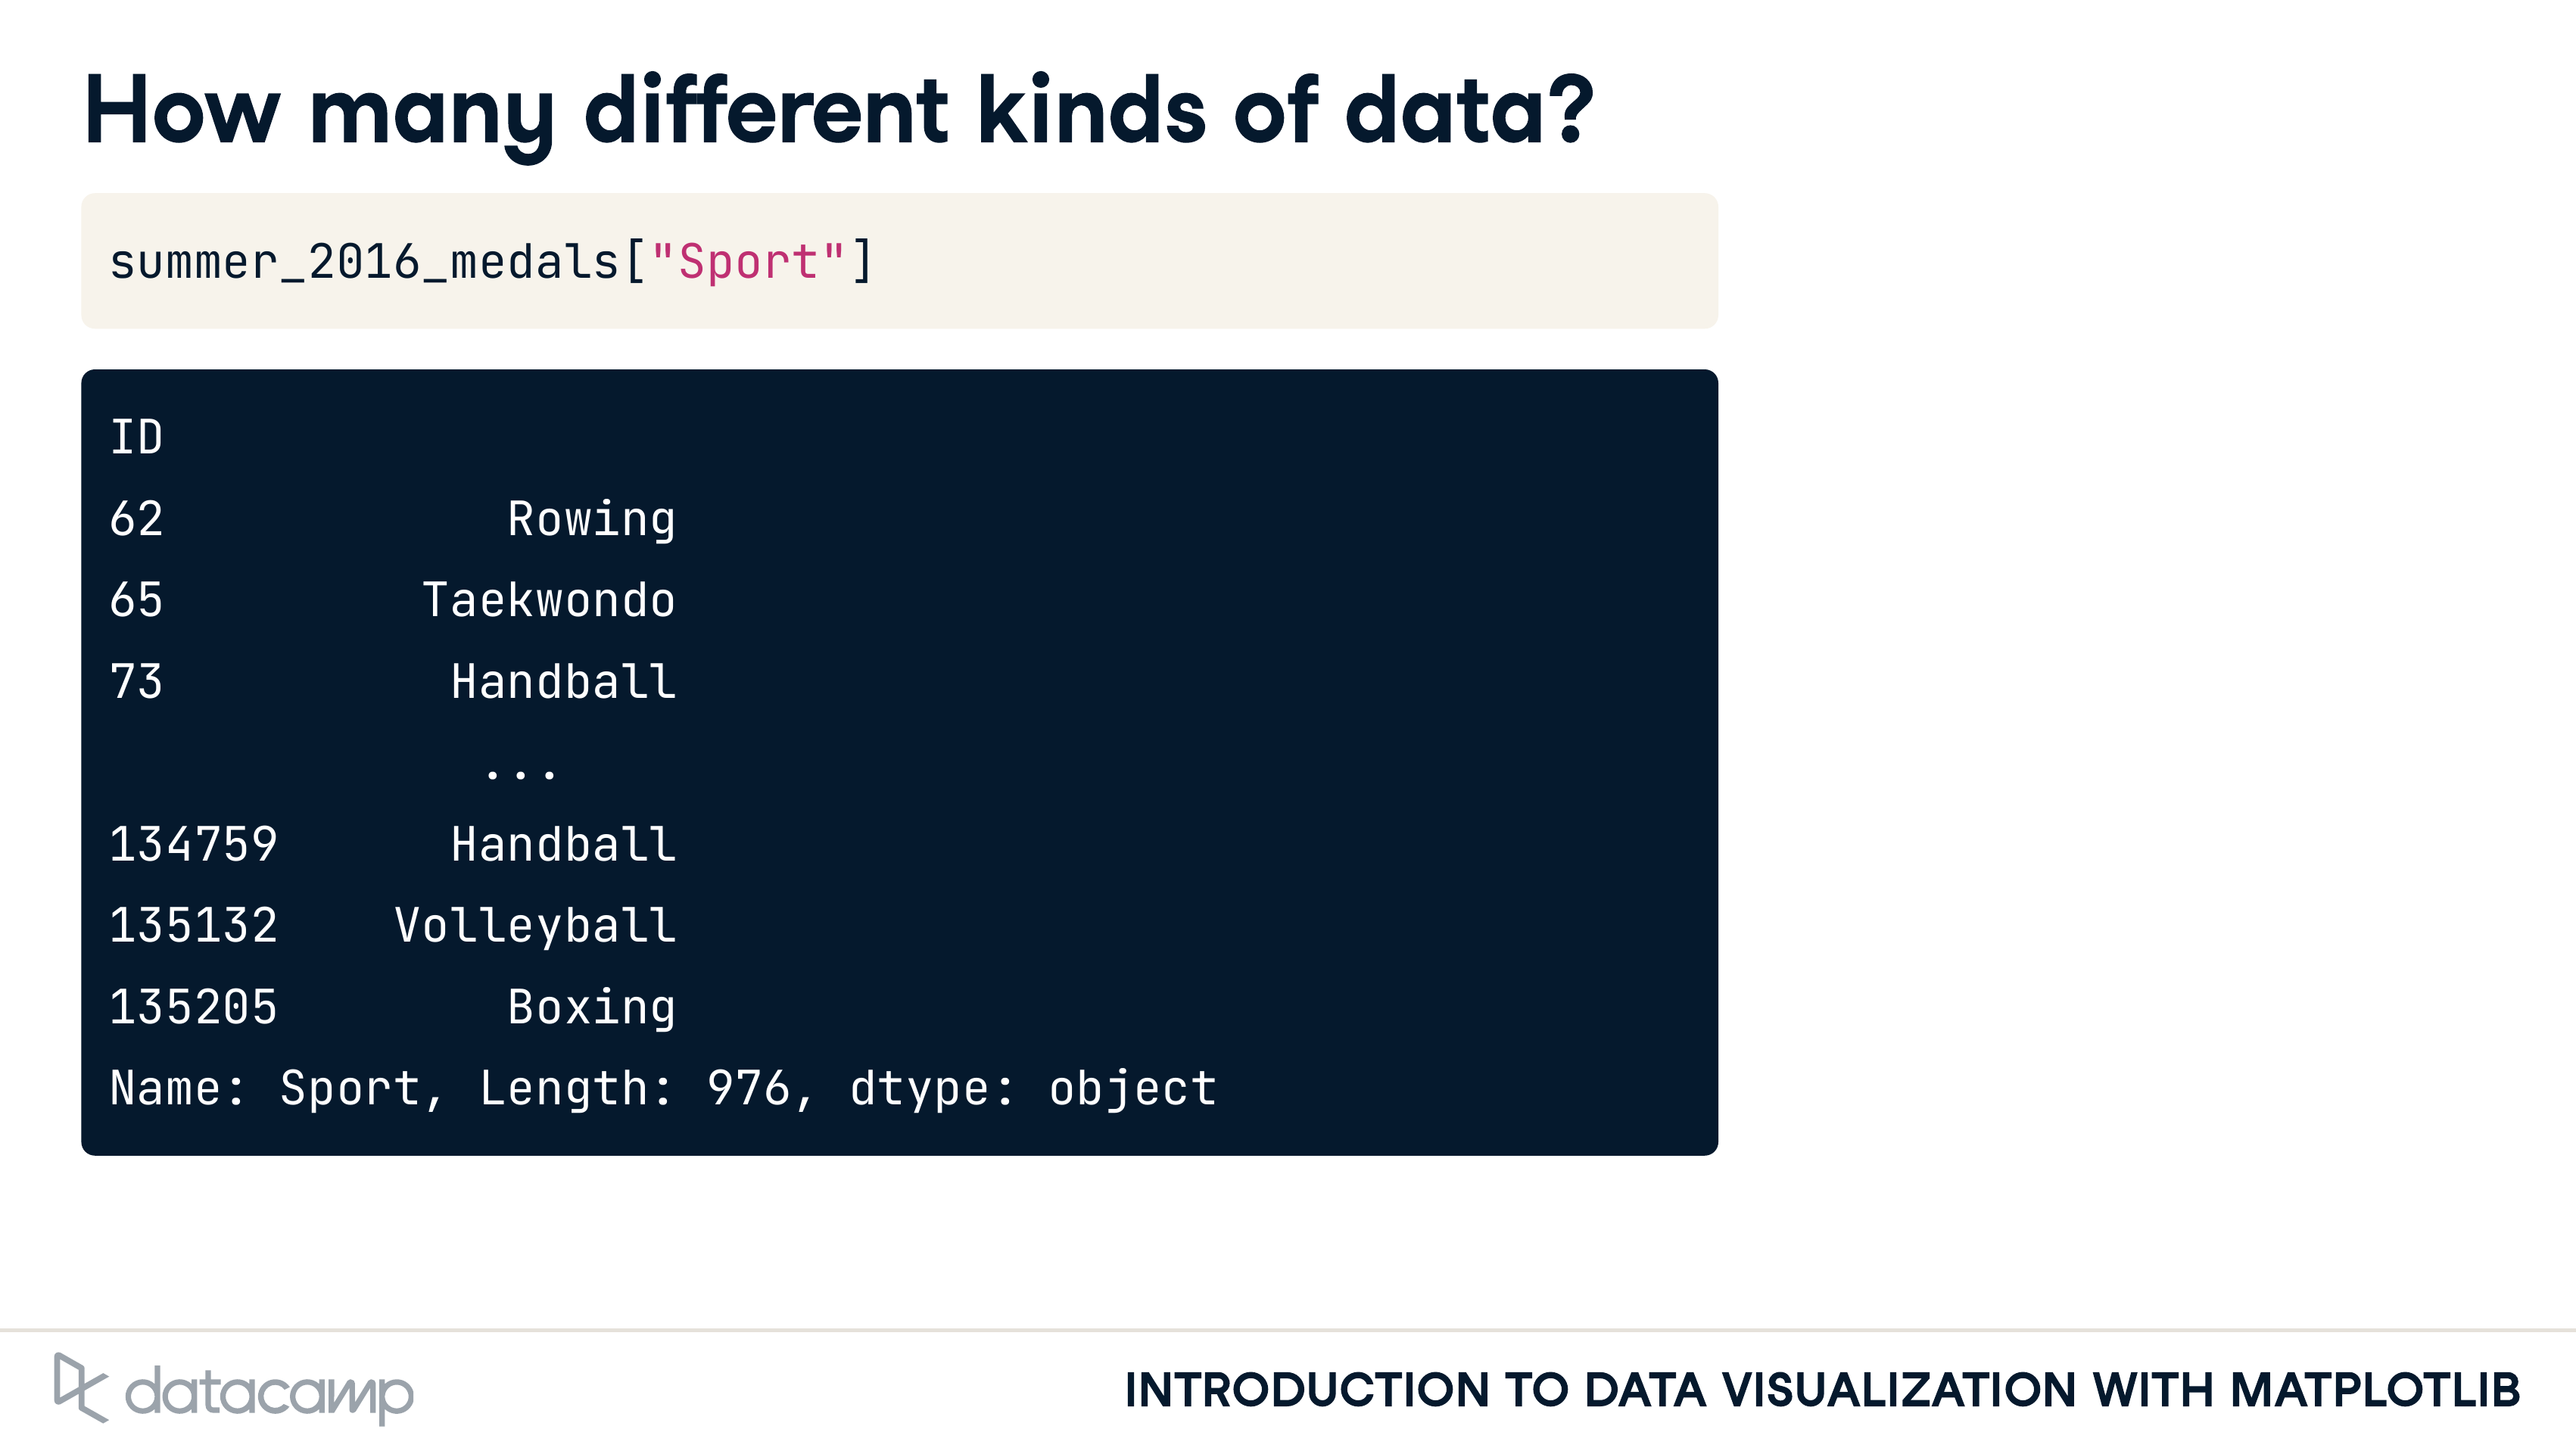 How many different kinds of data?
summer_2016_medals["Sport"]
ID
62 Rowing
65 Taekwondo
73 Handball
...
134759 Handball
135132 Volleyball
135205 Boxing
Name: Sport, Length: 976, dtype: object
datacamp
INTRODUCTION TO DATA VISUALIZATION WITH MATPLOTLIB